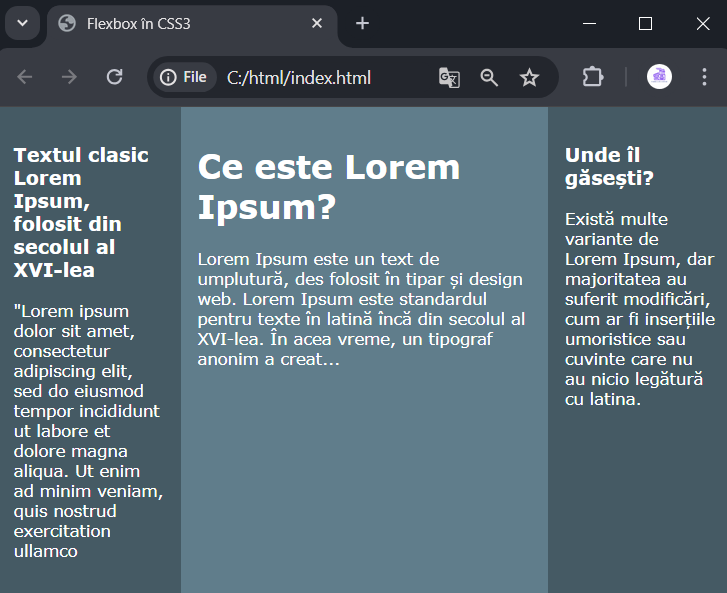 Flexbox în CSS3
File
C:/html/index.html
Textul clasic
Lorem
Ipsum,
folosit din
secolul al
XVI-lea
"Lorem ipsum
dolor sit amet,
consectetur
adipiscing elit,
sed do eiusmod
tempor incididunt
ut labore et
dolore magna
aliqua. Ut enim
ad minim veniam,
quis nostrud
exercitation
ullamco
Ce este Lorem
Ipsum?
Lorem Ipsum este un text de
umplutură, des folosit în tipar și design
web. Lorem Ipsum este standardul
pentru texte în latină încă din secolul al
XVI-lea. În acea vreme, un tipograf
anonim a creat...
Unde îl
găsești?
Există multe
variante de
Lorem Ipsum, dar
majoritatea au
suferit modificări,
cum ar fi inserțiile
umoristice sau
cuvinte care nu
au nicio legătură
cu latina.